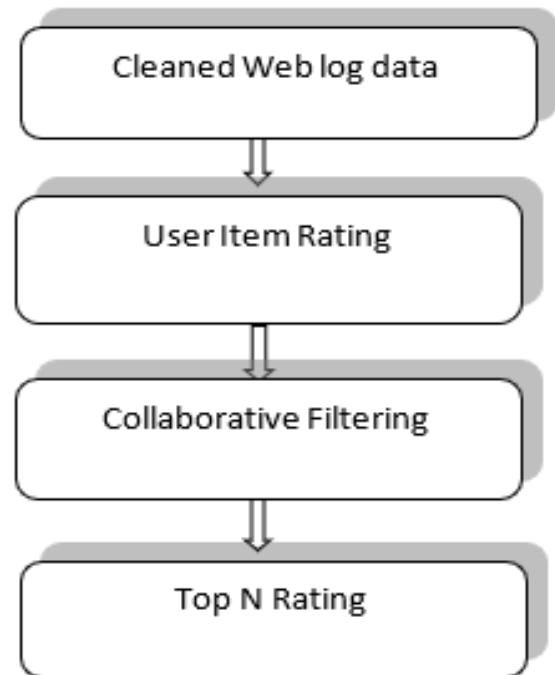 Cleaned Web log data
User Item Rating
Collaborative Filtering
Top N Rating